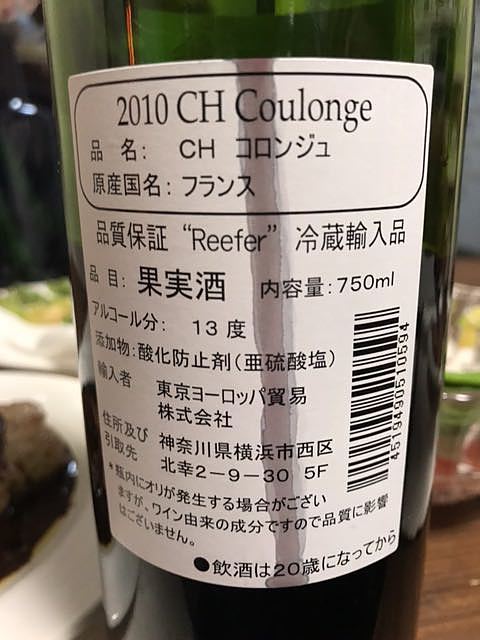 2010 CH Coulonge
品 名: CH コロンジュ
原産国名: フランス
品質保証 “Reefer” 冷蔵輸入品
品目: 果実酒 内容量: 750ml
アルコール分: 13 度
添加物: 酸化防止剤(亜硫酸塩)
輸入者 東京ヨーロッパ貿易
株式会社
住所及び 神奈川県横浜市西区
引取先 北幸2-9-30 5F
*瓶内にオリが発生する場合がござい
ますが、ワイン由来の成分ですので品質に影響
はございません。
●飲酒は20歳になってから
4519490510594